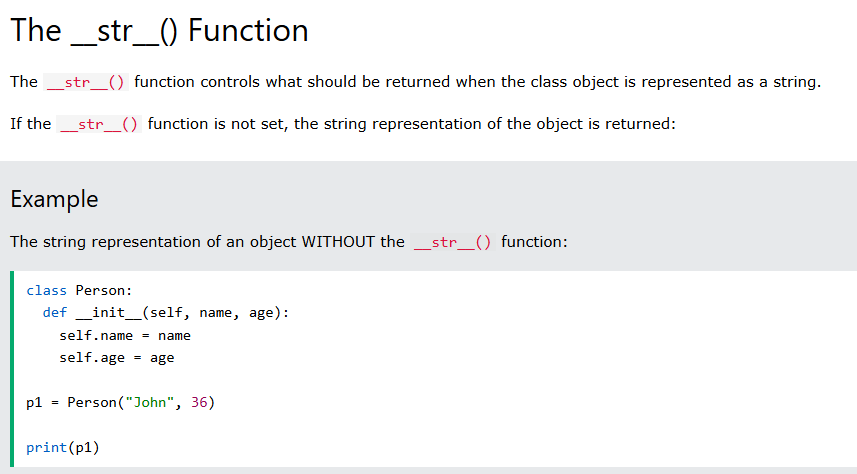 The __str__() Function
The __str__() function controls what should be returned when the class object is represented as a string.
If the __str__() function is not set, the string representation of the object is returned:
Example
The string representation of an object WITHOUT the __str__() function:
class Person:
  def __init__(self, name, age):
    self.name = name
    self.age = age

p1 = Person("John", 36)

print(p1)